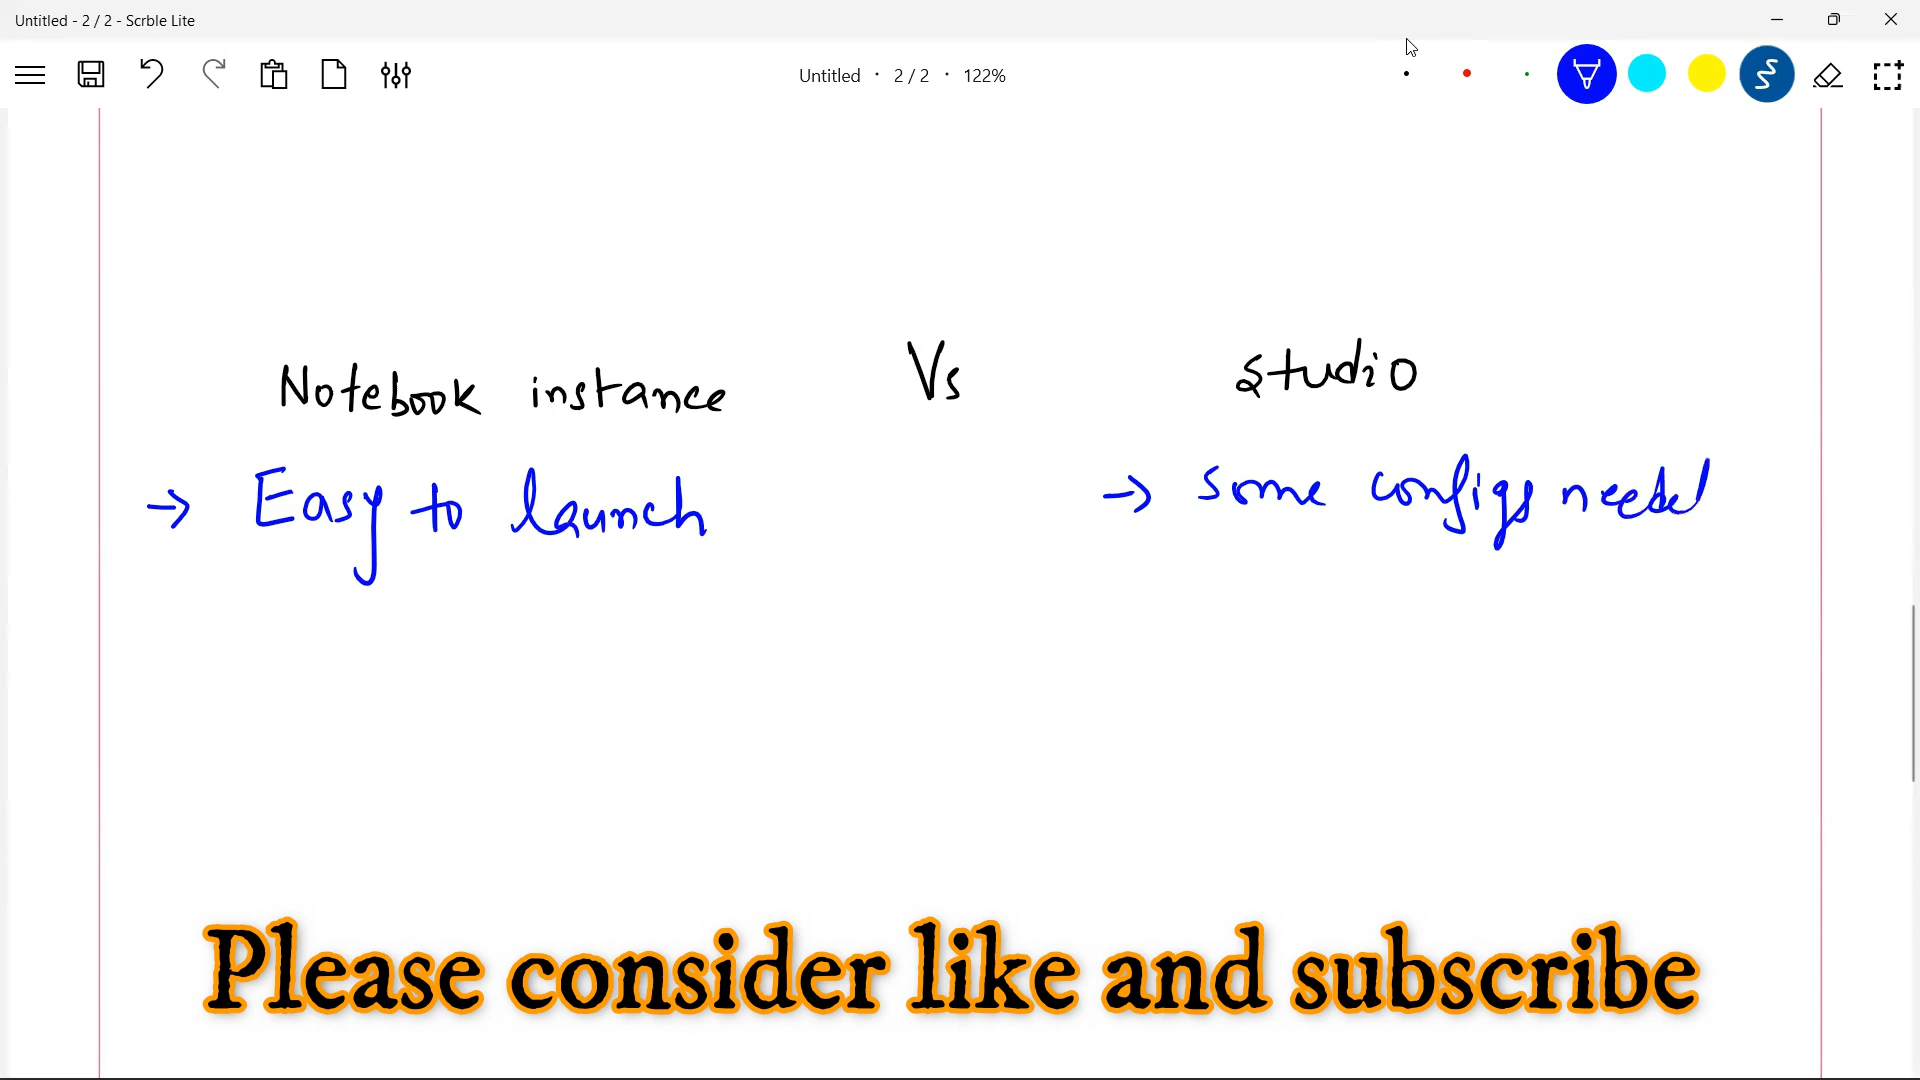 Untitled - 2 / 2 - Scrble Lite
Untitled · 2 / 2 · 122%
Notebook instance Vs studio
→ Easy to launch → some configs needed
Please consider like and subscribe